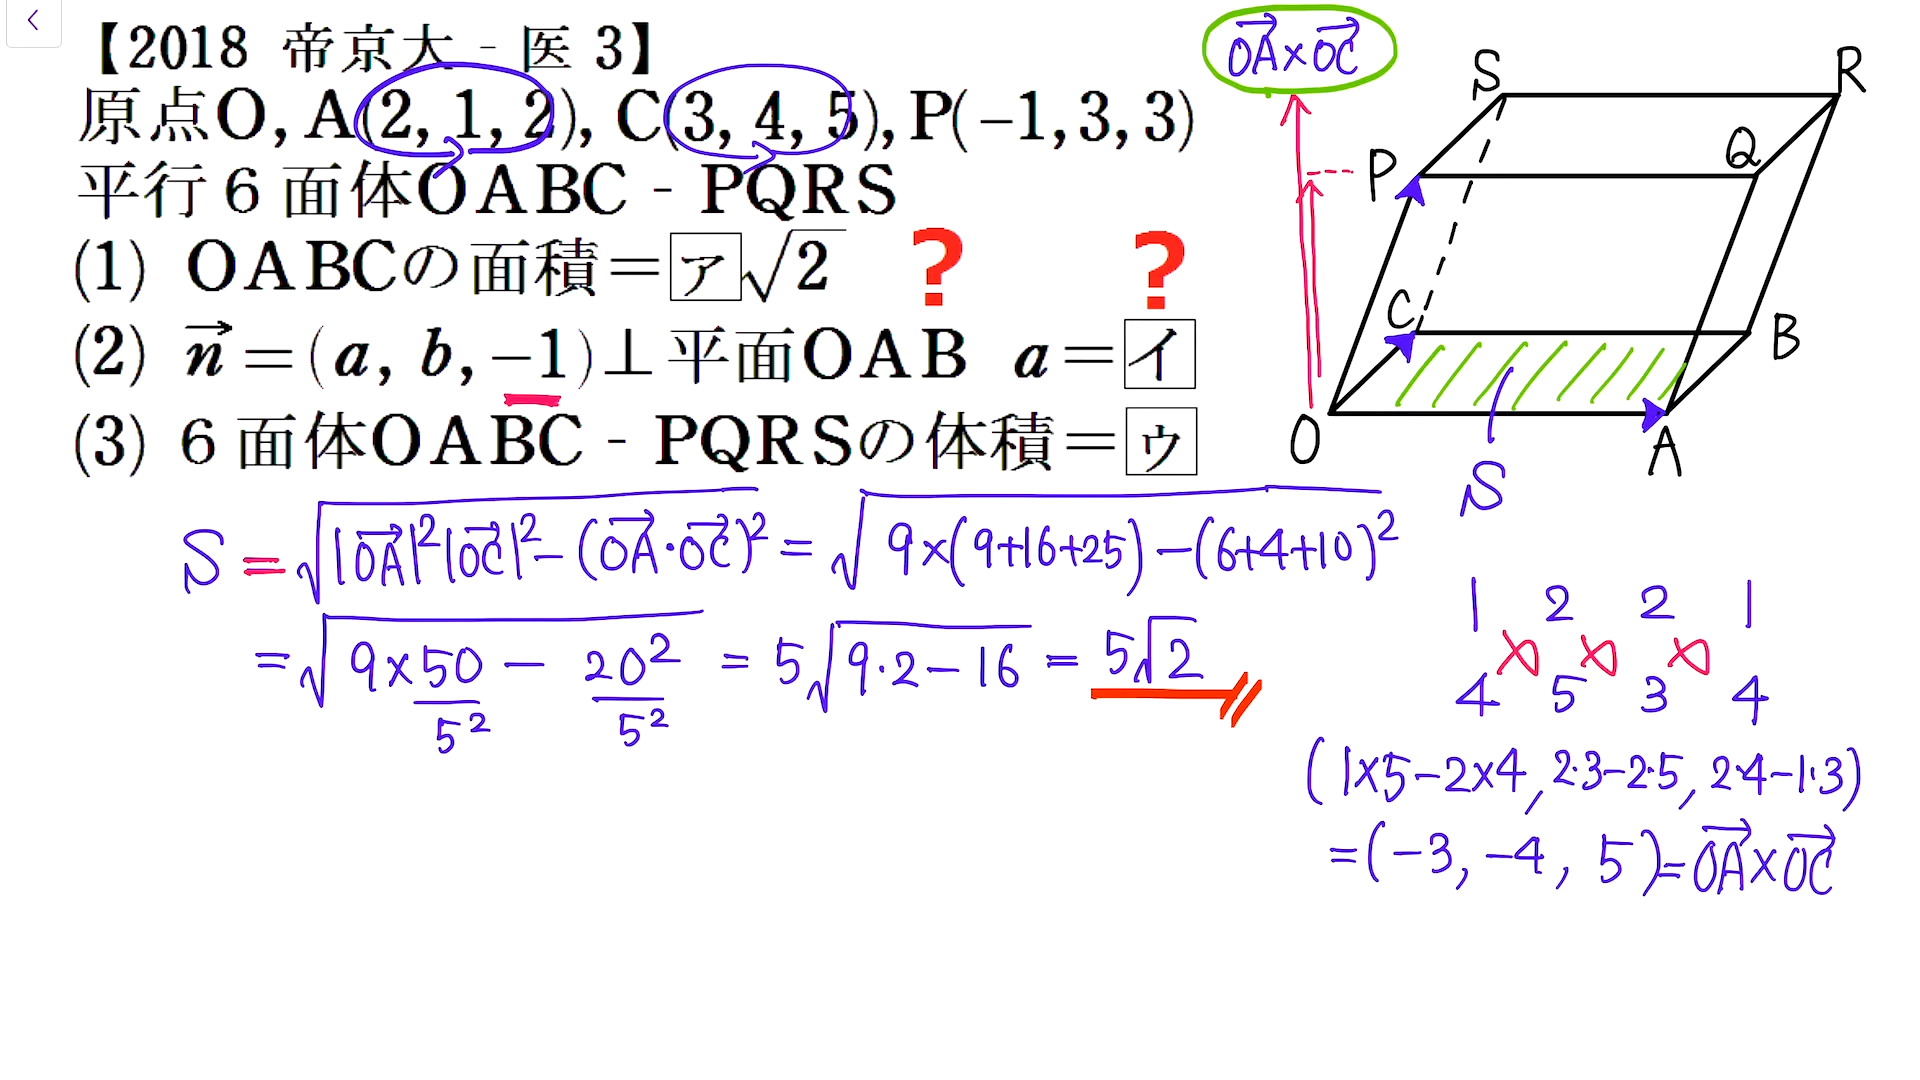 【2018 帝京大 - 医 3】
原点O, A(2, 1, 2), C(3, 4, 5), P(−1, 3, 3)
平行6面体OABC - PQRS
(1) OABCの面積＝ア√2 ? ?
(2) n→＝(a, b, −1)⊥平面OAB a＝イ
(3) 6面体OABC - PQRSの体積＝ウ
OA→×OC→
S R
P Q
C B
O A
S
S = √(|OA→|²|OC→|² − (OA→·OC→)²) = √(9×(9+16+25)−(6+4+10)²)
= √(9×50 − 20²) = 5√(9·2−16) = 5√2
5² 5²
1 2 2 1
4 5 3 4
(1×5−2×4, 2·3−2·5, 2·4−1·3)
=(−3, −4, 5)=OA→×OC→